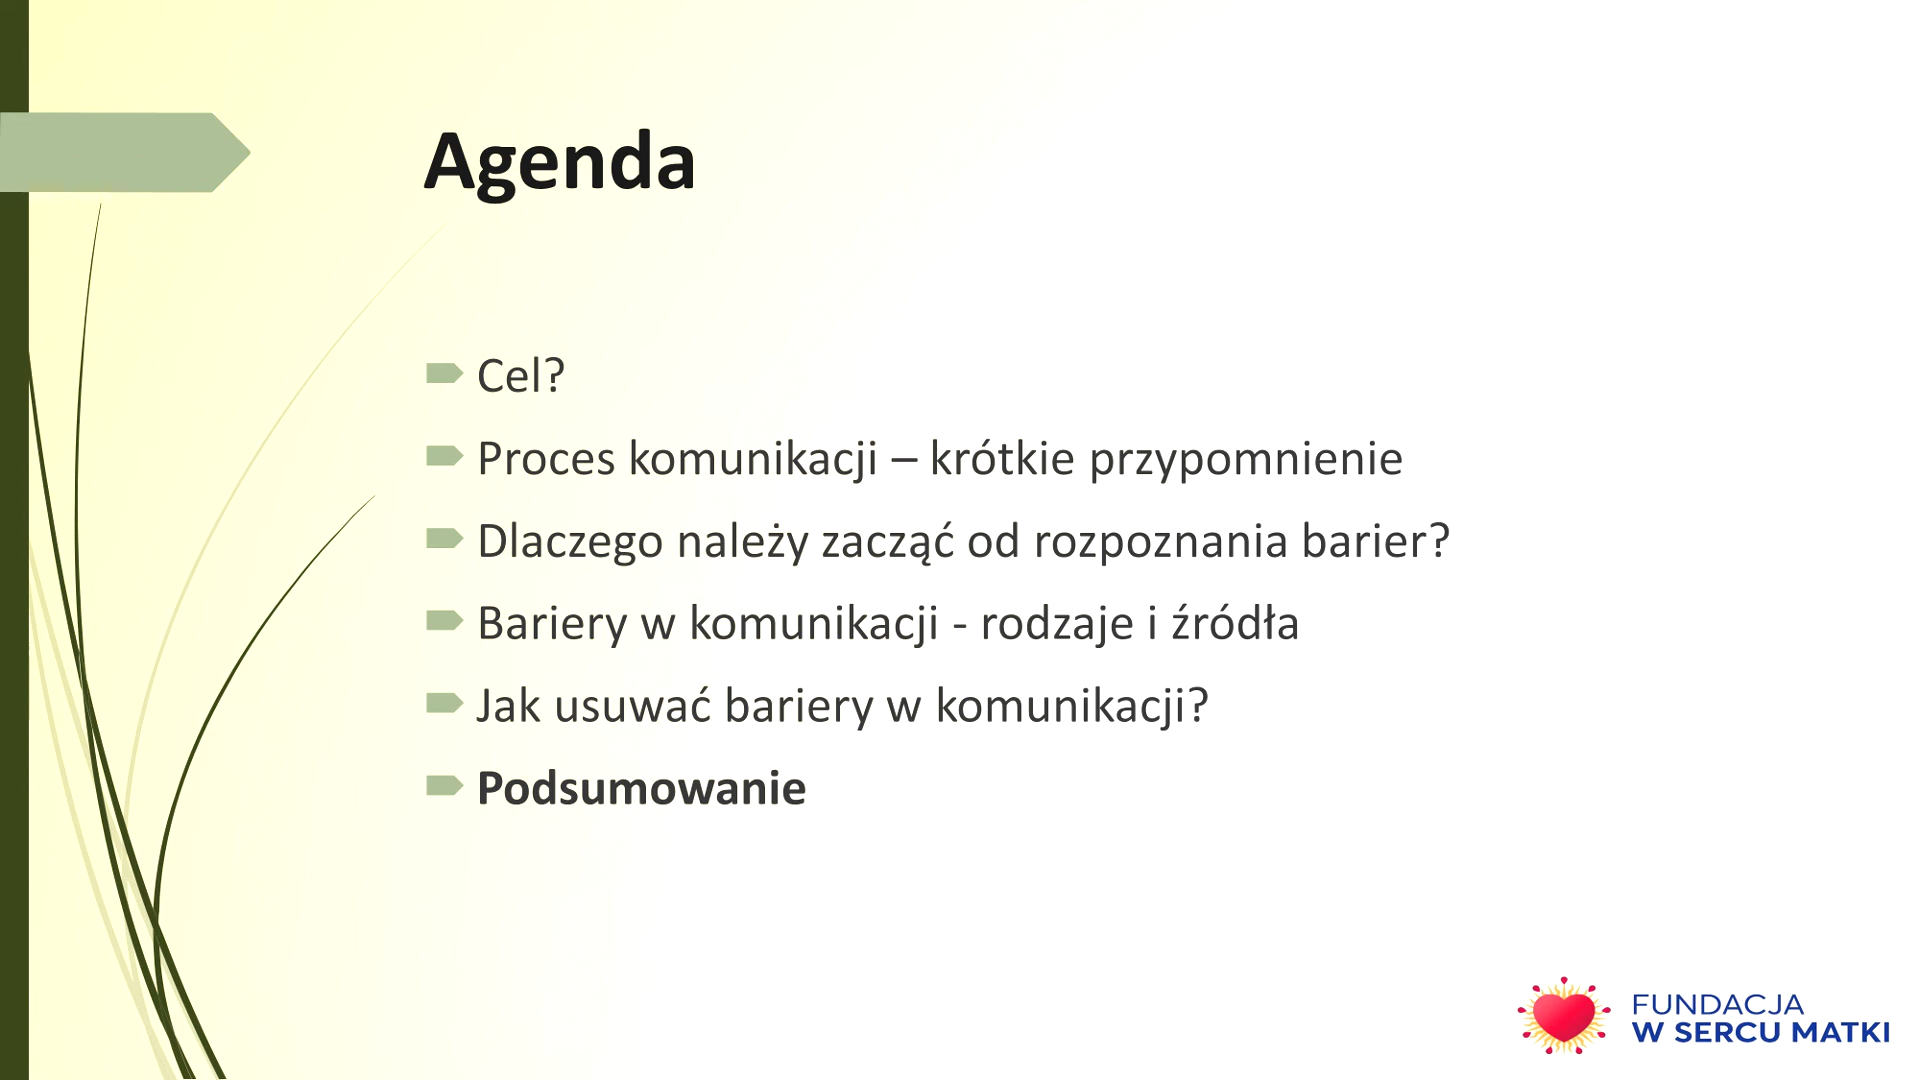 Agenda
Cel?
Proces komunikacji – krótkie przypomnienie
Dlaczego należy zacząć od rozpoznania barier?
Bariery w komunikacji - rodzaje i źródła
Jak usuwać bariery w komunikacji?
Podsumowanie
FUNDACJA
W SERCU MATKI